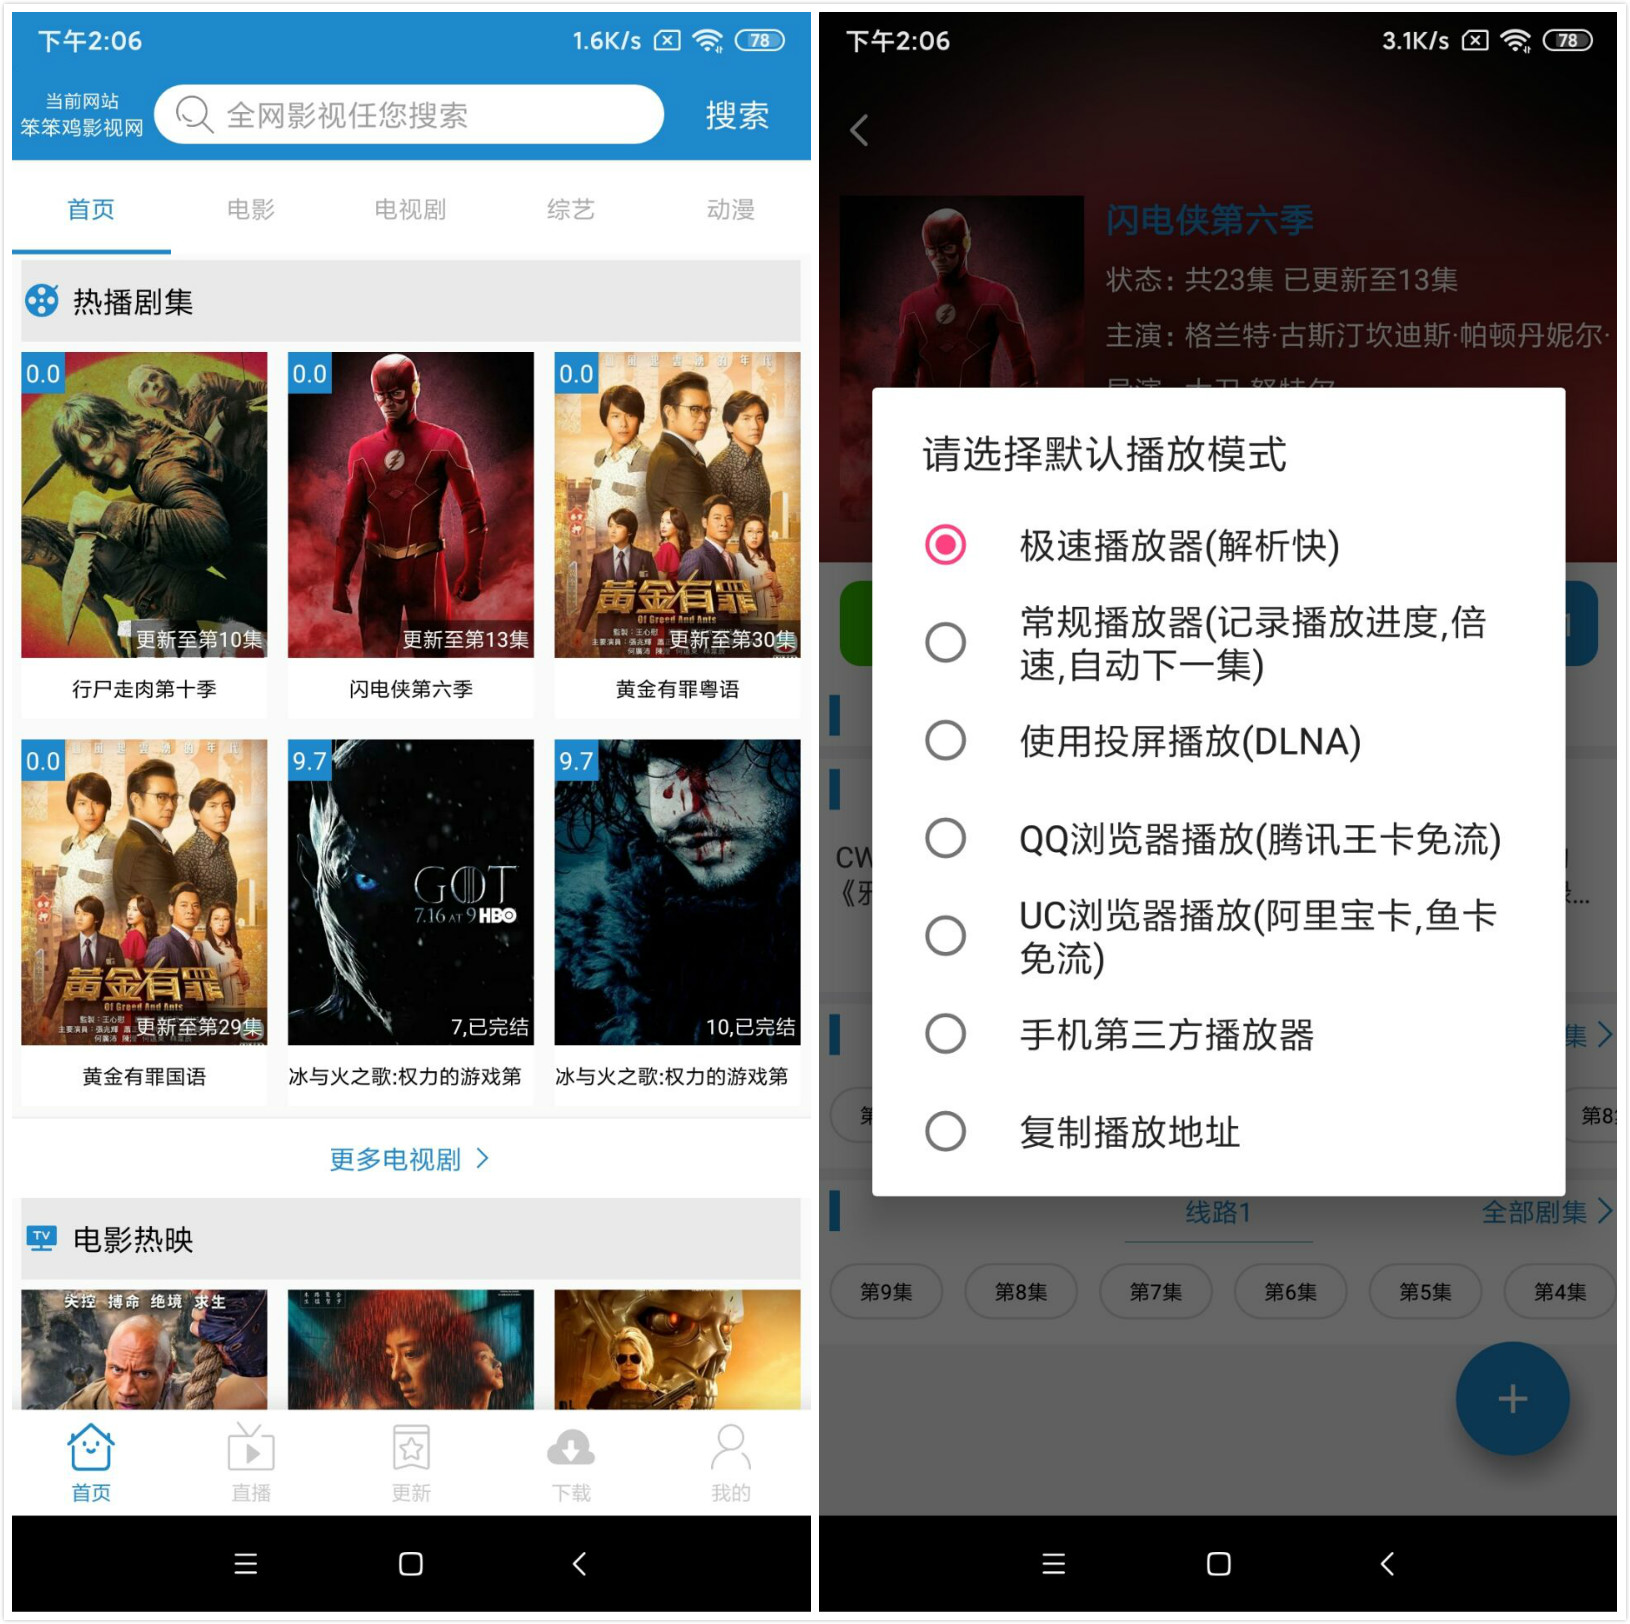 下午2:06
1.6K/s
78
当前网站
笨笨鸡影视网
全网影视任您搜索
搜索
首页
电影
电视剧
综艺
动漫
热播剧集
0.0
更新至第10集
行尸走肉第十季
0.0
更新至第13集
闪电侠第六季
0.0
黄金有罪
Of Greed And Ants
更新至第30集
黄金有罪粤语
0.0
黄金有罪
Of Greed And Ants
更新至第29集
黄金有罪国语
9.7
GOT
7.16 AT 9 HBO
7,已完结
冰与火之歌:权力的游戏第
9.7
10,已完结
冰与火之歌:权力的游戏第
更多电视剧
TV
电影热映
失控 搏命 绝境 求生
首页
直播
更新
下载
我的
下午2:06
3.1K/s
78
闪电侠第六季
状态: 共23集 已更新至13集
主演: 格兰特·古斯汀坎迪斯·帕顿丹妮尔·
请选择默认播放模式
极速播放器(解析快)
常规播放器(记录播放进度,倍
速,自动下一集)
使用投屏播放(DLNA)
QQ浏览器播放(腾讯王卡免流)
UC浏览器播放(阿里宝卡,鱼卡
免流)
手机第三方播放器
复制播放地址
CW
集
第8
线路1
全部剧集
第9集
第8集
第7集
第6集
第5集
第4集